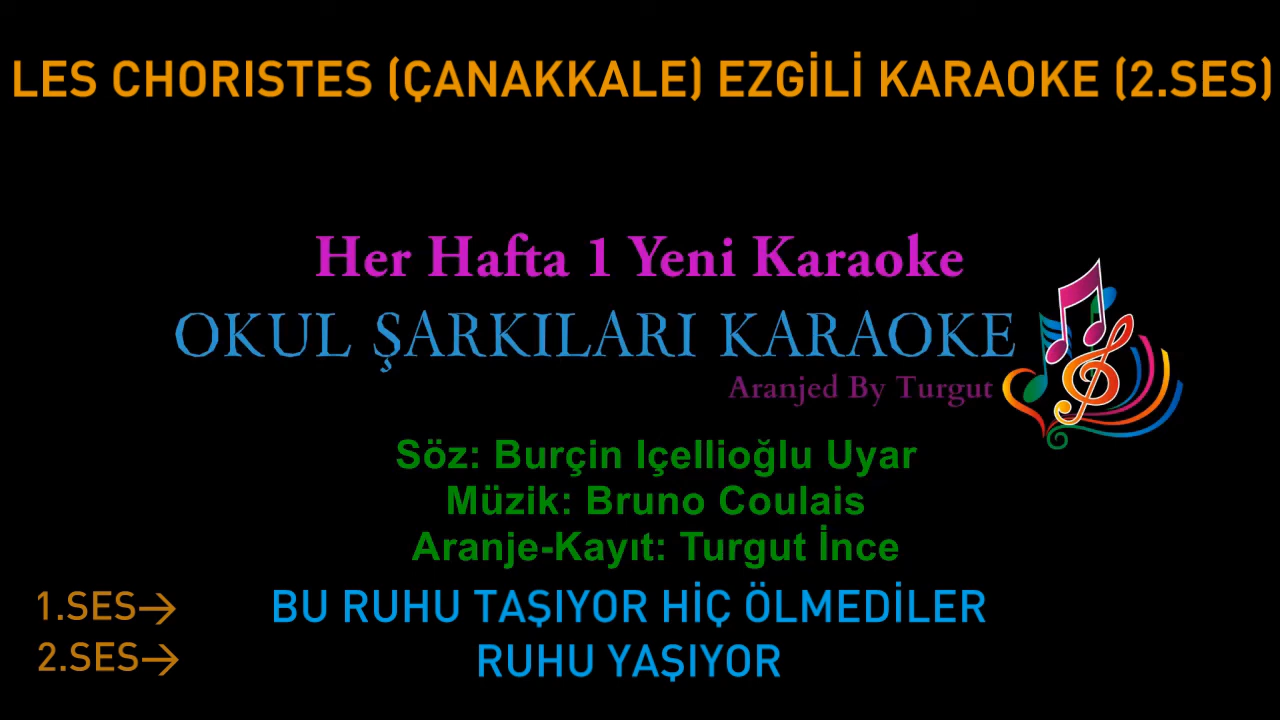 LES CHORISTES (ÇANAKKALE) EZGİLİ KARAOKE (2.SES)
Her Hafta 1 Yeni Karaoke
OKUL ŞARKILARI KARAOKE
Aranjed By Turgut
Söz: Burçin Içellioğlu Uyar
Müzik: Bruno Coulais
Aranje-Kayıt: Turgut İnce
1.SES→ BU RUHU TAŞIYOR HİÇ ÖLMEDİLER
2.SES→ RUHU YAŞIYOR